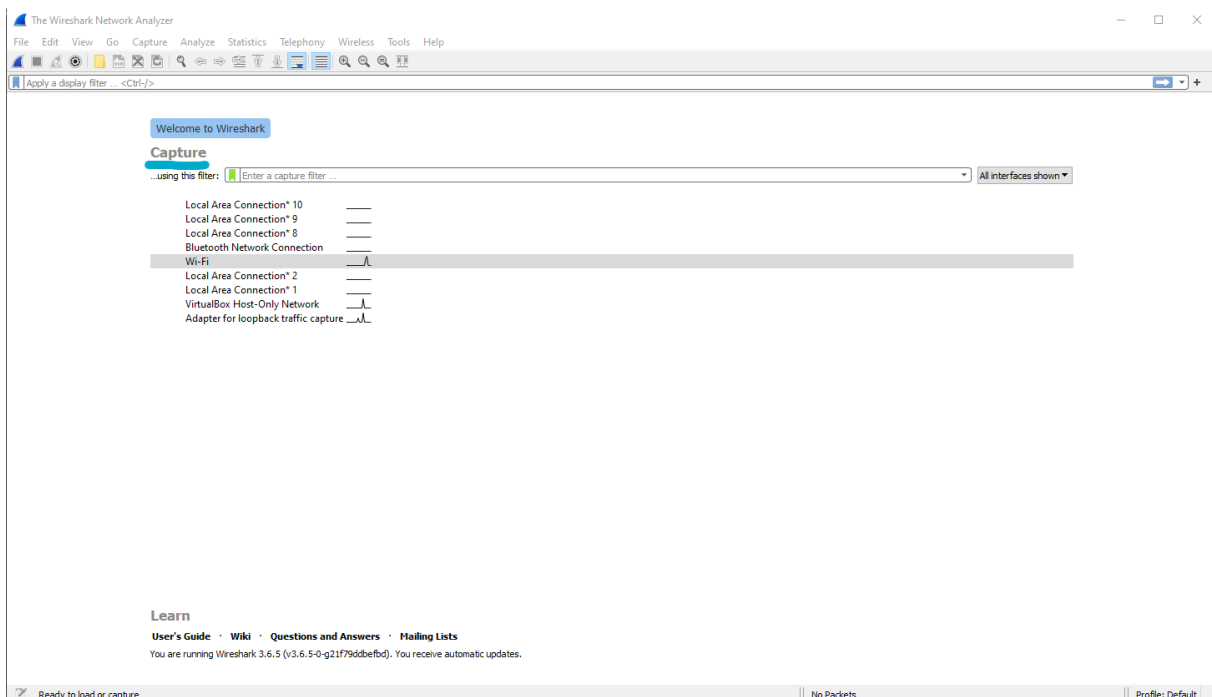 The Wireshark Network Analyzer
File Edit View Go Capture Analyze Statistics Telephony Wireless Tools Help
Apply a display filter ... <Ctrl-/>
Welcome to Wireshark
Capture
...using this filter: Enter a capture filter ... All interfaces shown
Local Area Connection* 10
Local Area Connection* 9
Local Area Connection* 8
Bluetooth Network Connection
Wi-Fi
Local Area Connection* 2
Local Area Connection* 1
VirtualBox Host-Only Network
Adapter for loopback traffic capture
Learn
User's Guide · Wiki · Questions and Answers · Mailing Lists
You are running Wireshark 3.6.5 (v3.6.5-0-g21f79ddbefbd). You receive automatic updates.
Ready to load or capture No Packets Profile: Default